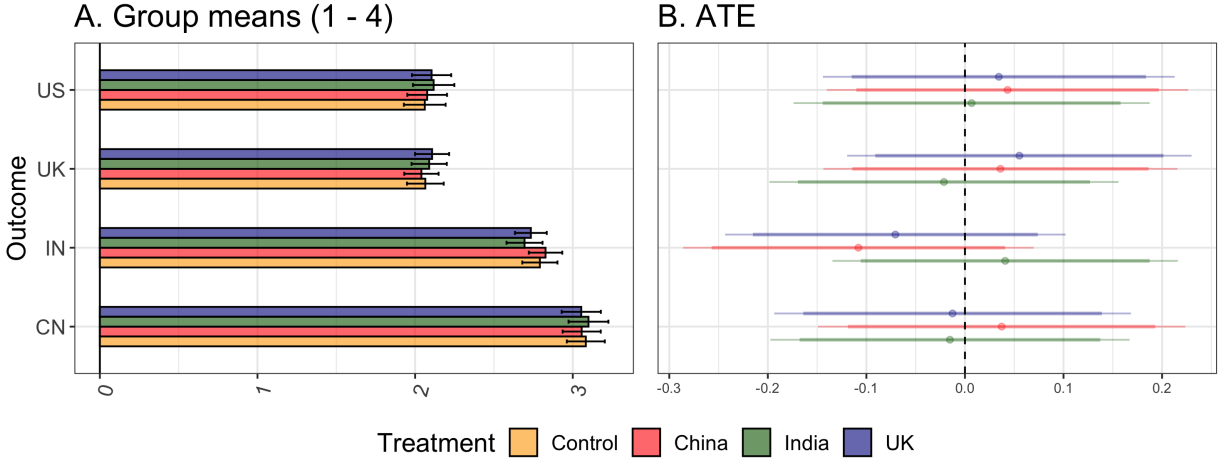 A. Group means (1 - 4)
B. ATE
Outcome
US
UK
IN
CN
0 1 2 3
-0.3 -0.2 -0.1 0.0 0.1 0.2
Treatment Control China India UK